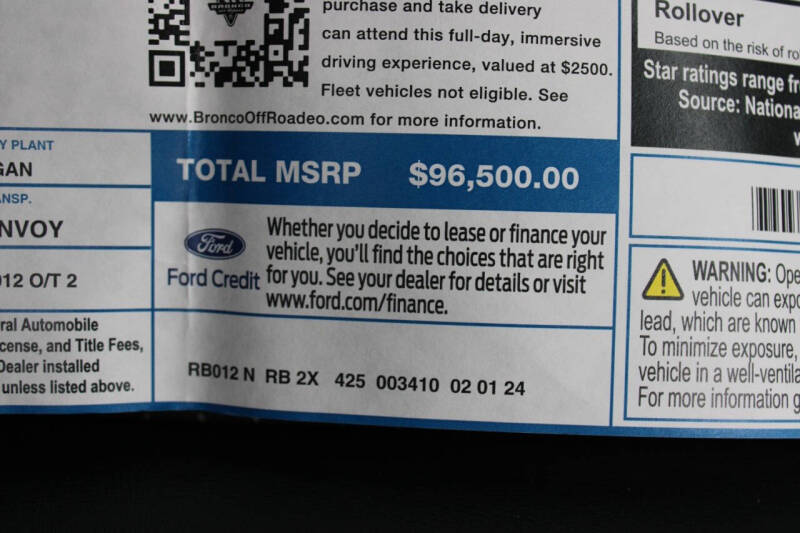 BRONCO
purchase and take delivery
can attend this full-day, immersive
driving experience, valued at $2500.
Fleet vehicles not eligible. See
www.BroncoOffRoadeo.com for more information.
Rollover
Based on the risk of
Star ratings range
Source:
Y PLANT
GAN
NSP.
NVOY
12 O/T 2
ral Automobile
cense, and Title Fees,
Dealer installed
unless listed above.
TOTAL MSRP $96,500.00
Ford
Ford Credit
Whether you decide to lease or finance your
vehicle, you'll find the choices that are right
for you. See your dealer for details or visit
www.ford.com/finance.
RB012 N RB 2X 425 003410 02 01 24
WARNING:
vehicle can
lead, which are known
To minimize exposure,
vehicle in a
For more information